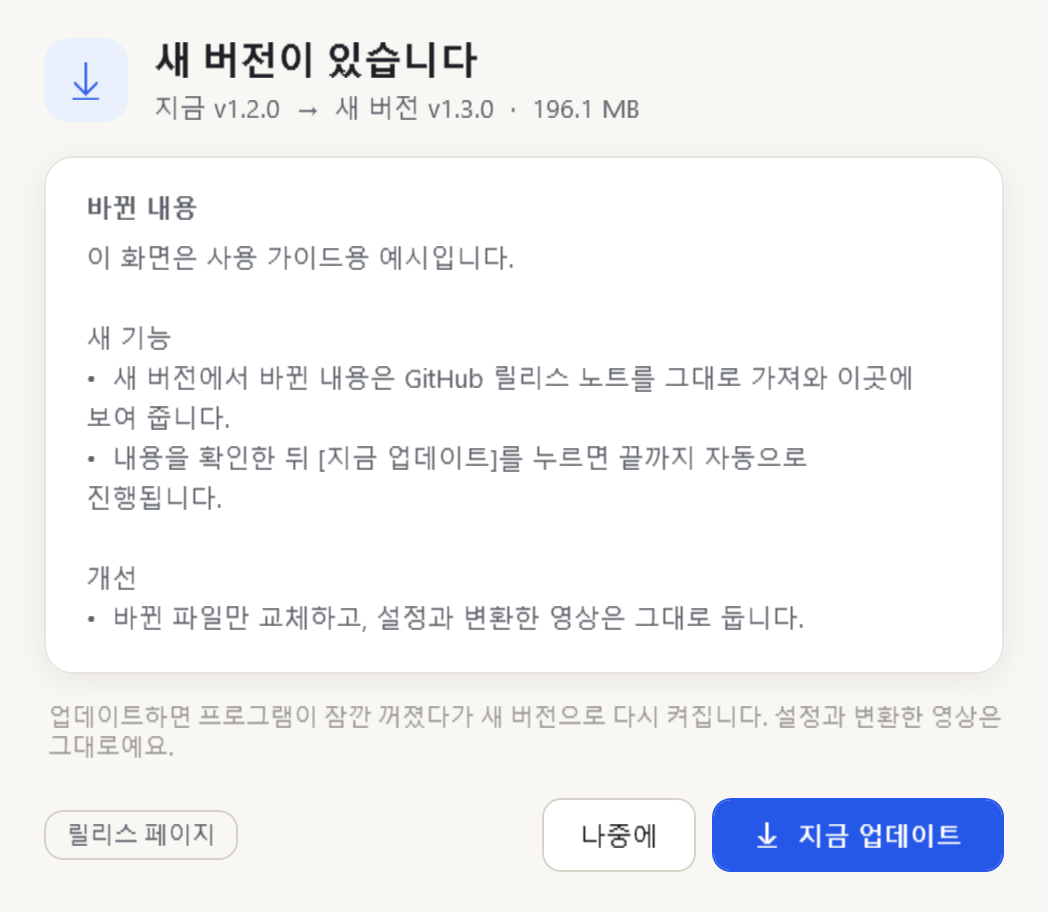 새 버전이 있습니다
지금 v1.2.0 → 새 버전 v1.3.0 · 196.1 MB
바뀐 내용
이 화면은 사용 가이드용 예시입니다.
새 기능
• 새 버전에서 바뀐 내용은 GitHub 릴리스 노트를 그대로 가져와 이곳에
보여 줍니다.
• 내용을 확인한 뒤 [지금 업데이트]를 누르면 끝까지 자동으로
진행됩니다.
개선
• 바뀐 파일만 교체하고, 설정과 변환한 영상은 그대로 둡니다.
업데이트하면 프로그램이 잠깐 꺼졌다가 새 버전으로 다시 켜집니다. 설정과 변환한 영상은
그대로예요.
릴리스 페이지
나중에
지금 업데이트